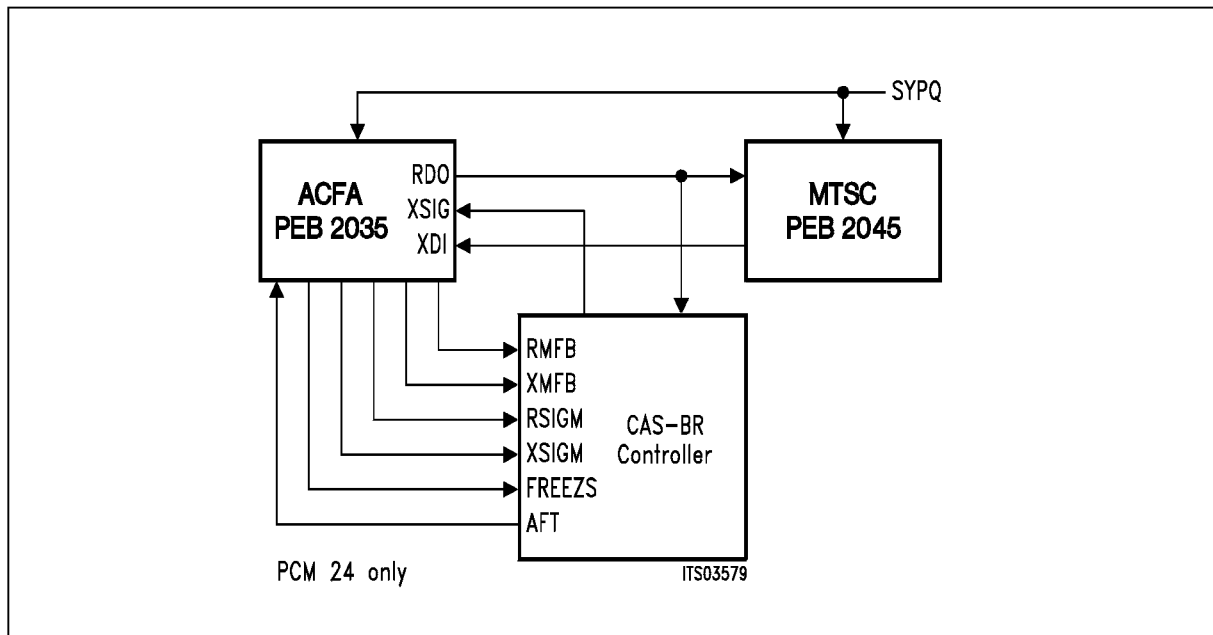 SYPQ
ACFA
PEB 2035
RDO
XSIG
XDI
MTSC
PEB 2045
RMFB
XMFB
RSIGM
XSIGM
FREEZS
AFT
CAS-BR
Controller
PCM 24 only
ITS03579